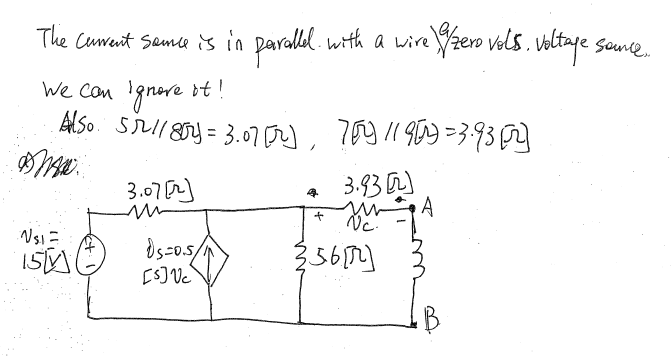 The current source is in parallel with a wire, a zero volts, voltage source.
We can ignore it!
Also 5Ω//8[Ω] = 3.07[Ω], 7[Ω]//9[Ω]=3.93[Ω]
3.07[Ω]
3.93[Ω]
A
+ Vc -
Vs1 =
15[V]
+
-
is=0.5
[S]Vc
56[Ω]
B